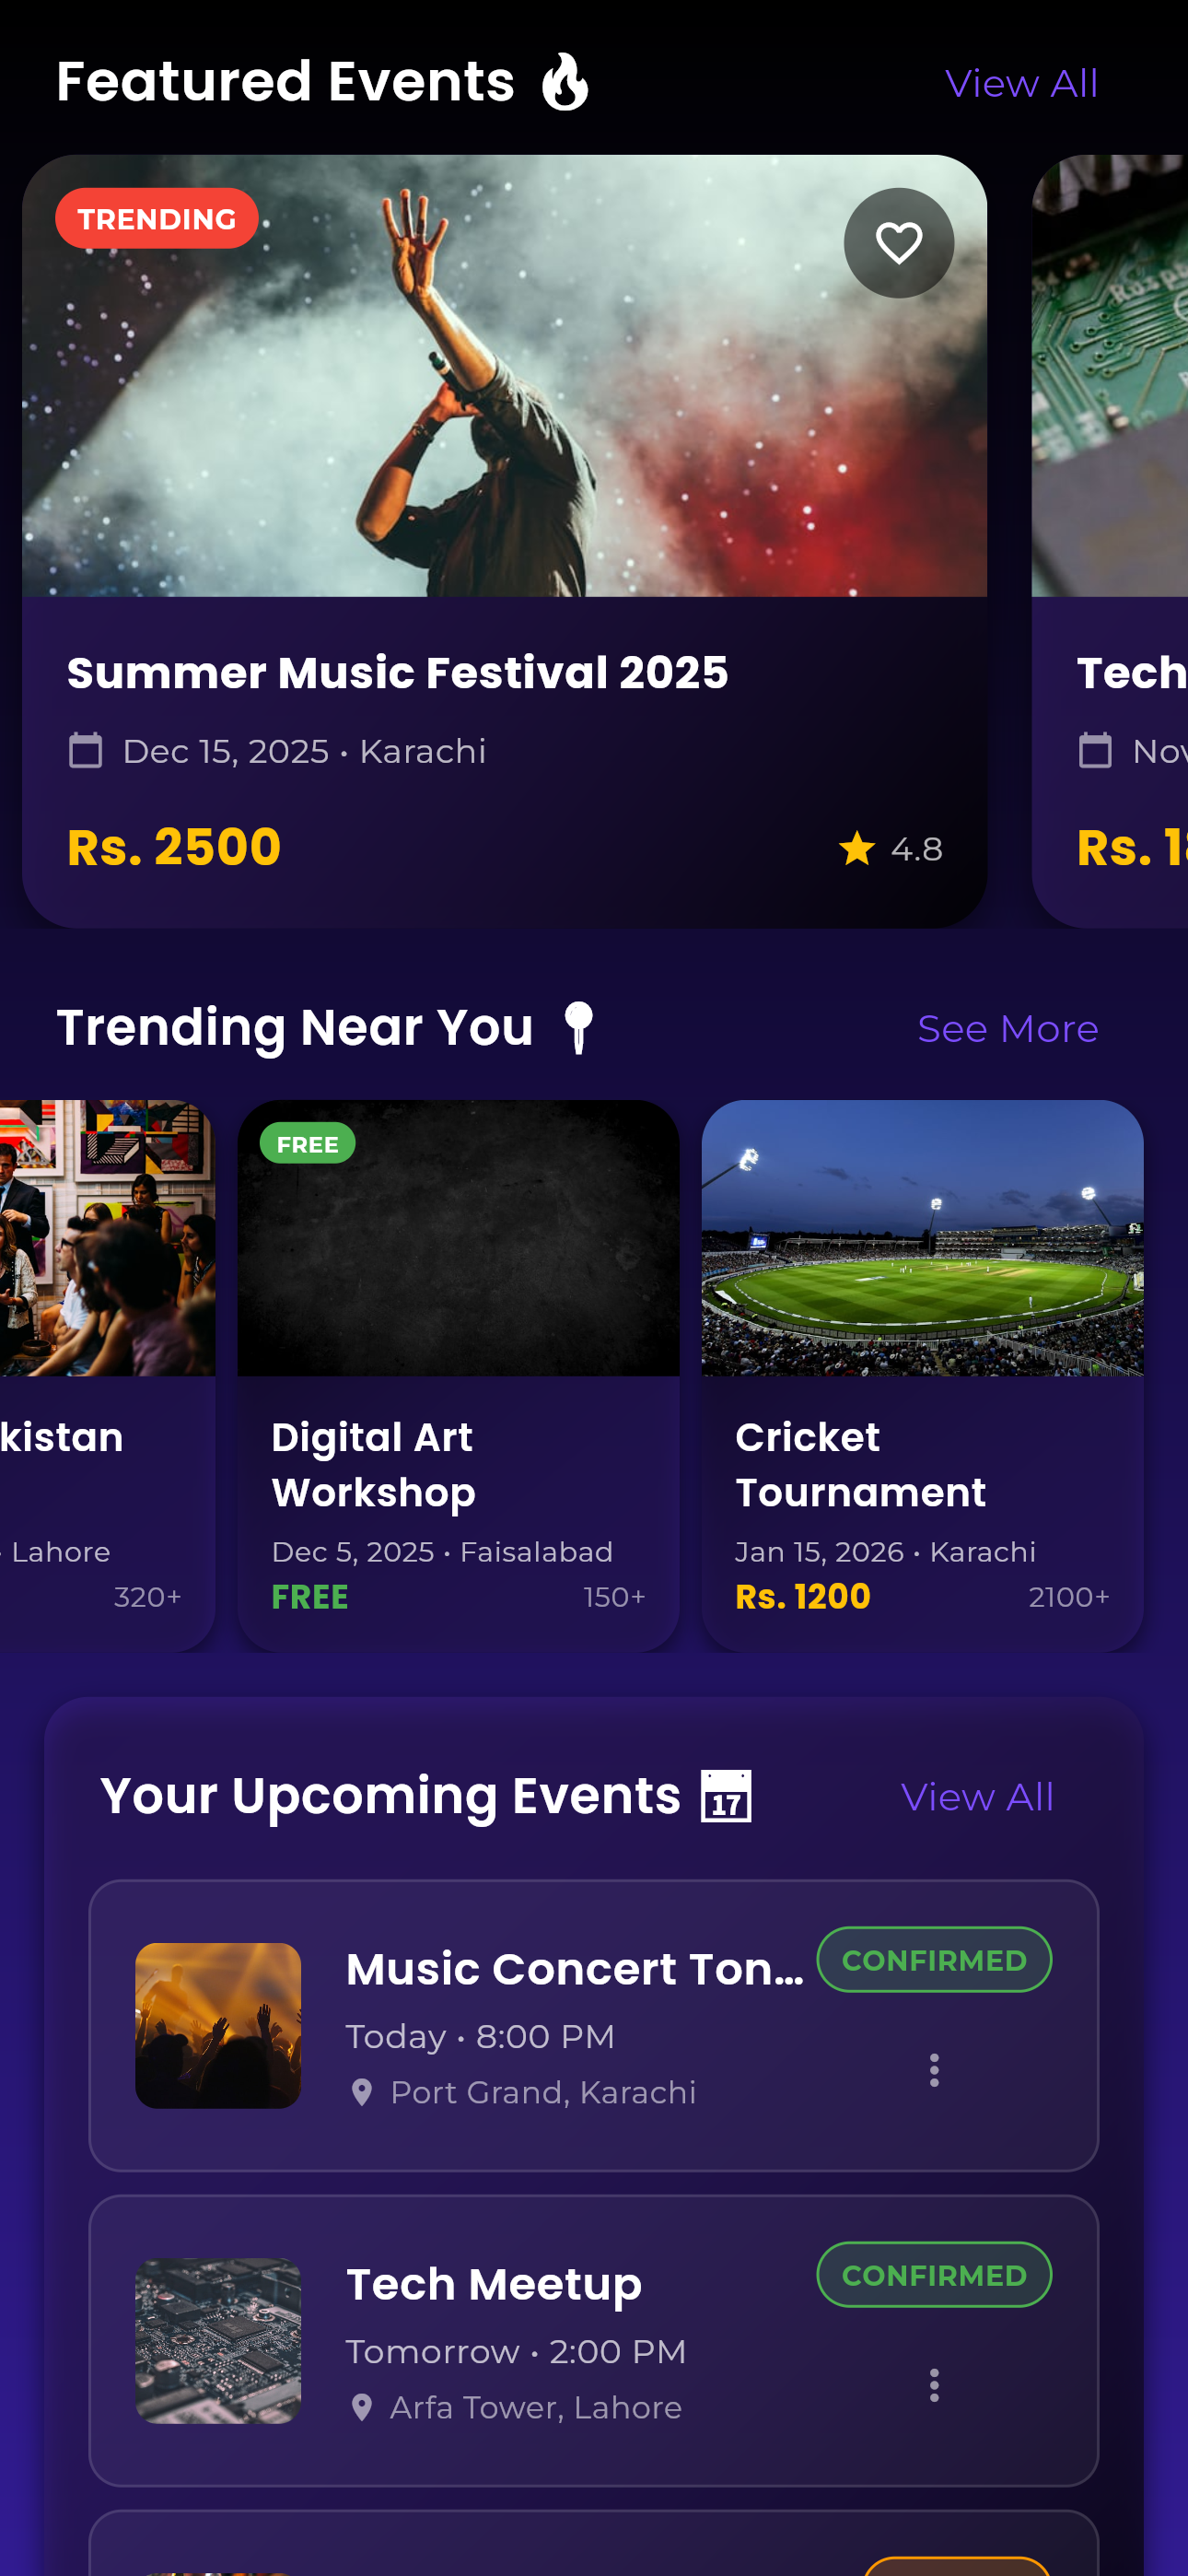 Featured Events
View All
TRENDING
Summer Music Festival 2025
Dec 15, 2025 • Karachi
Rs. 2500
4.8
Tech
Rs.
Trending Near You
See More
• Lahore
320+
FREE
Digital Art
Workshop
Dec 5, 2025 • Faisalabad
FREE
150+
Cricket
Tournament
Jan 15, 2026 • Karachi
Rs. 1200
2100+
Your Upcoming Events
17
View All
Music Concert Ton...
CONFIRMED
Today • 8:00 PM
Port Grand, Karachi
Tech Meetup
CONFIRMED
Tomorrow • 2:00 PM
Arfa Tower, Lahore